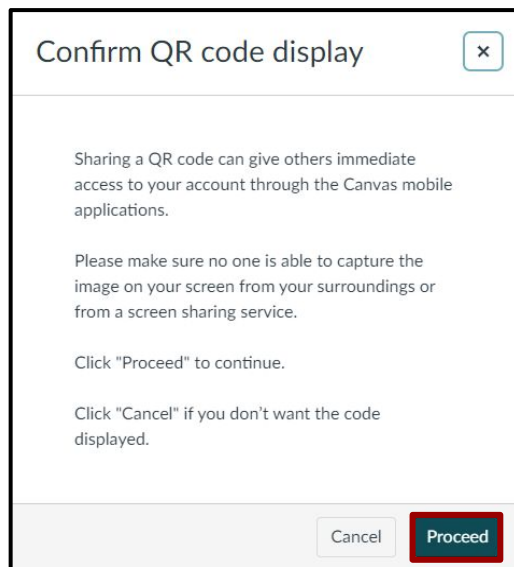 Confirm QR code display
×
Sharing a QR code can give others immediate
access to your account through the Canvas mobile
applications.
Please make sure no one is able to capture the
image on your screen from your surroundings or
from a screen sharing service.
Click "Proceed" to continue.
Click "Cancel" if you don’t want the code
displayed.
Cancel Proceed